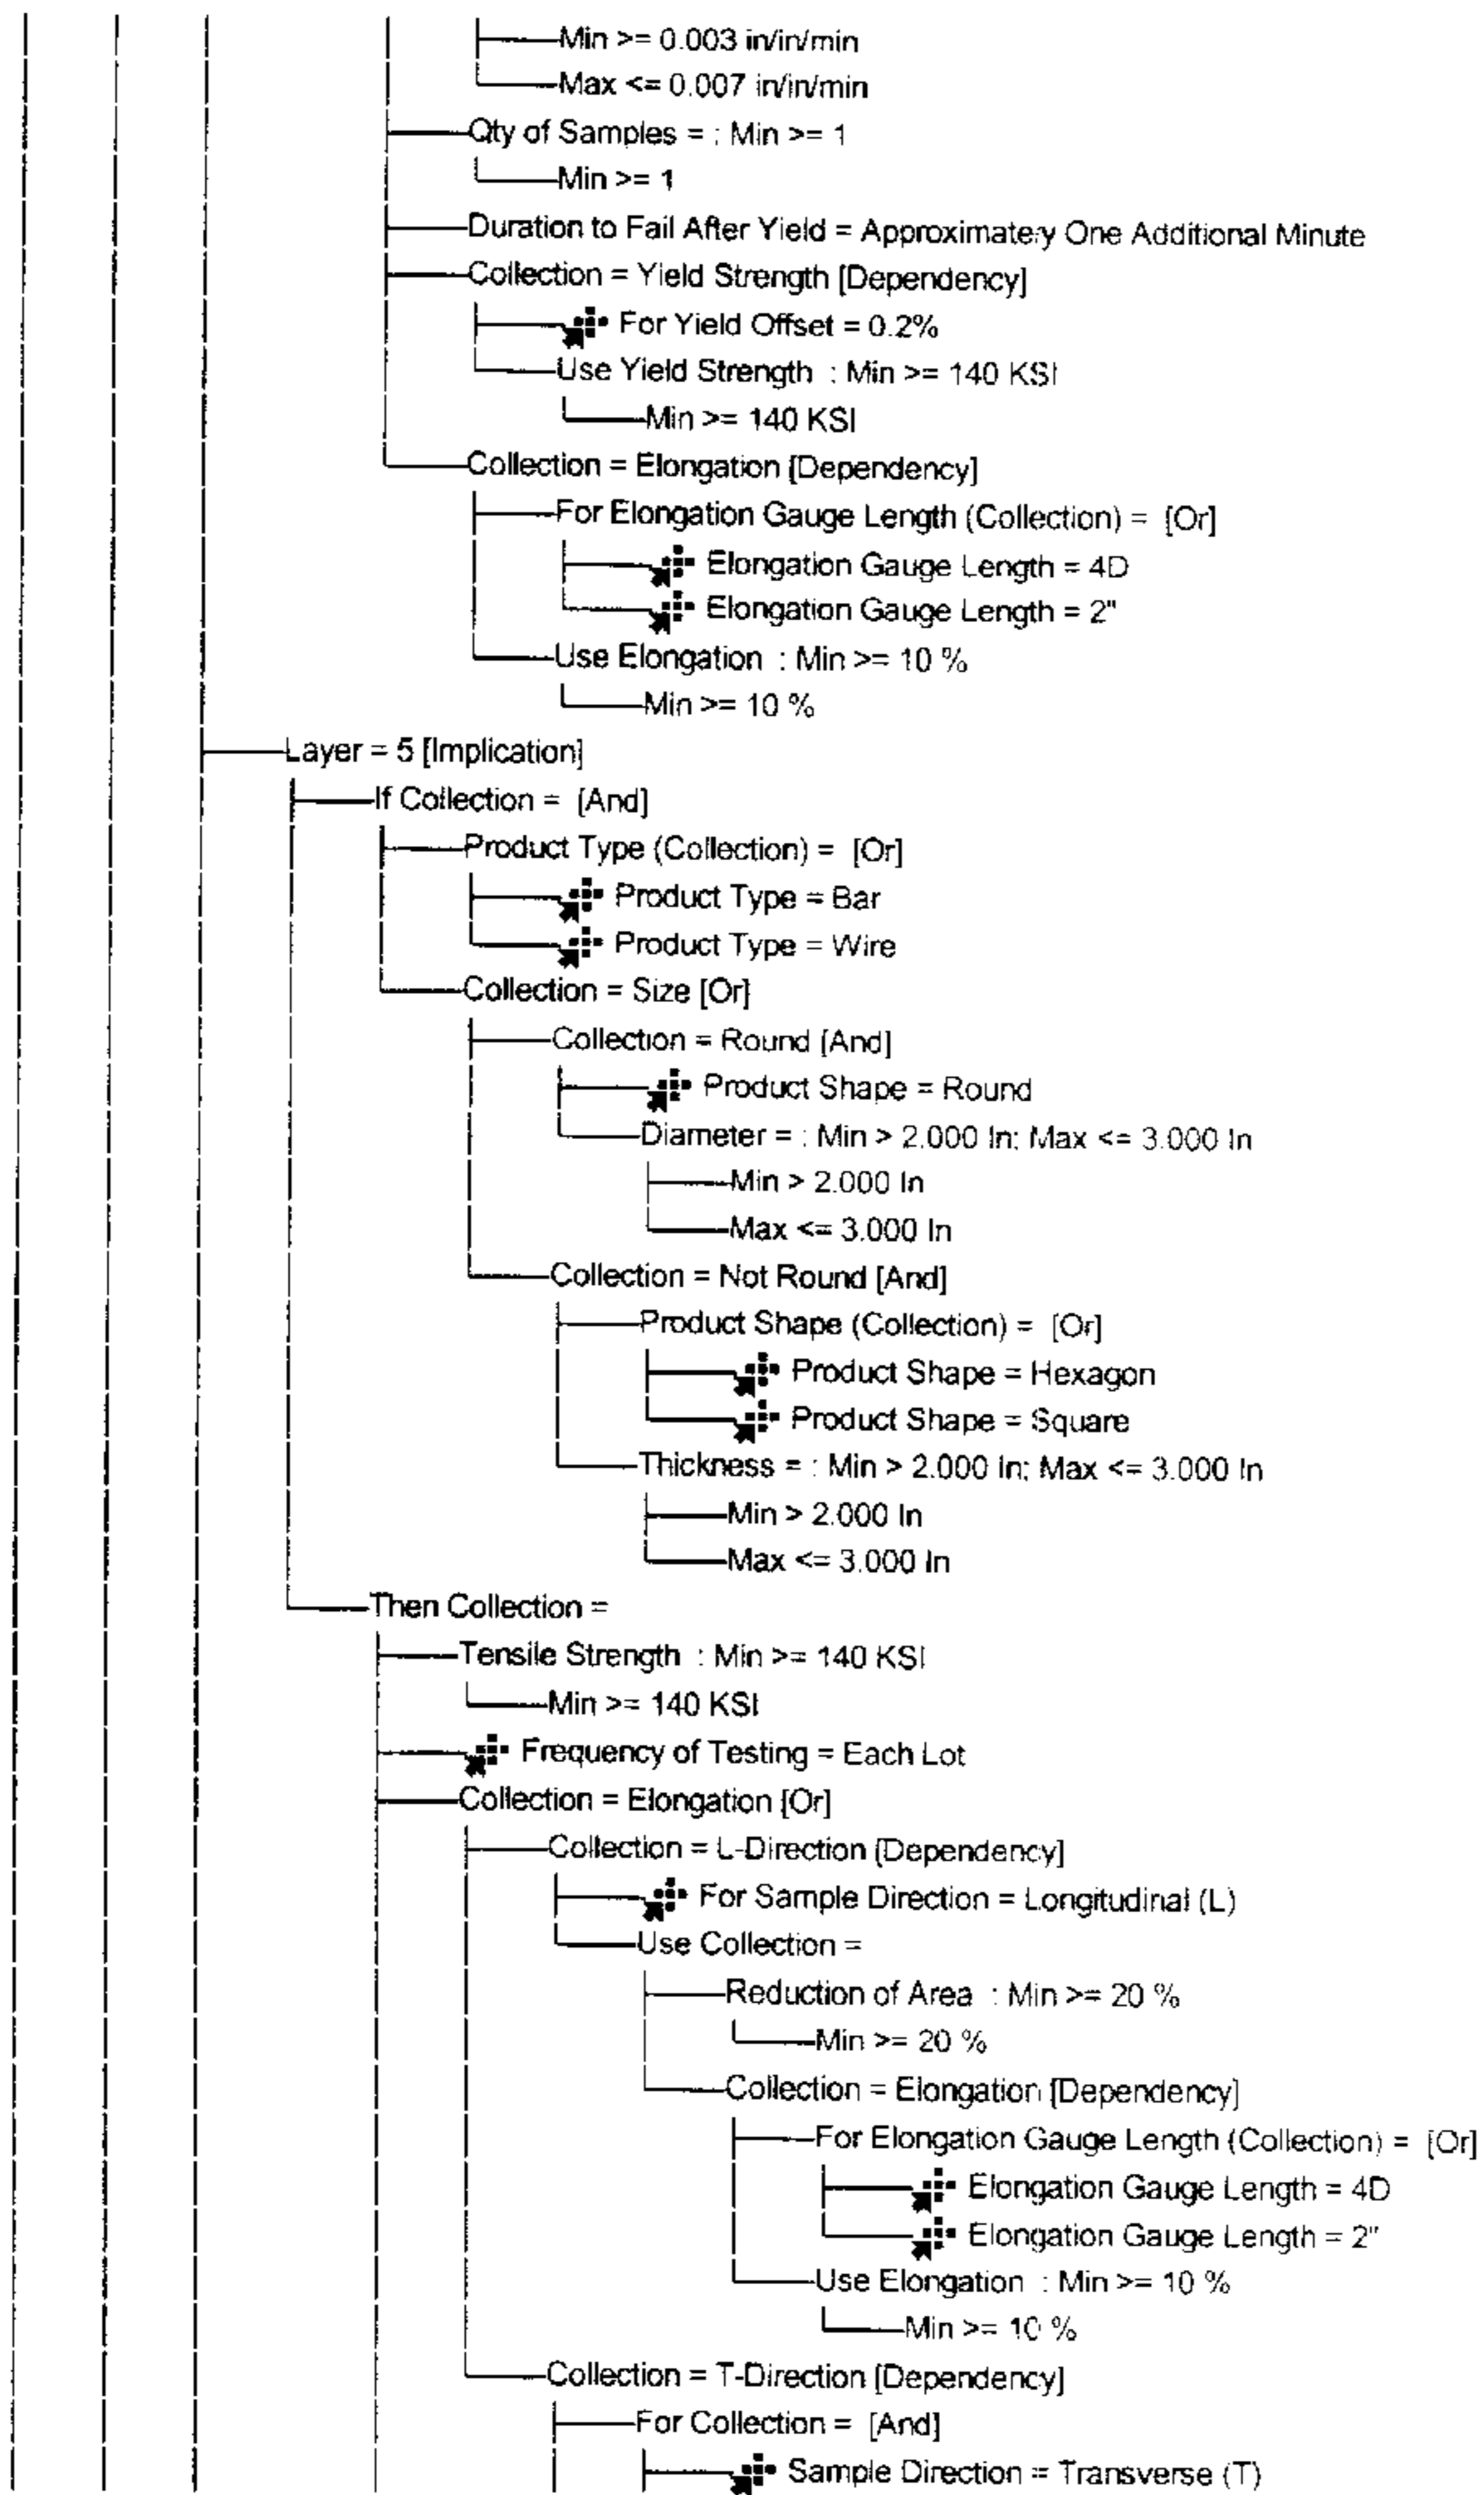 Min >= 0.003 in/in/min
Max <= 0.007 in/in/min
Qty of Samples = : Min >= 1
Min >= 1
Duration to Fail After Yield = Approximately One Additional Minute
Collection = Yield Strength [Dependency]
For Yield Offset = 0.2%
Use Yield Strength : Min >= 140 KSI
Min >= 140 KSI
Collection = Elongation [Dependency]
For Elongation Gauge Length (Collection) = [Or]
Elongation Gauge Length = 4D
Elongation Gauge Length = 2"
Use Elongation : Min >= 10 %
Min >= 10 %
Layer = 5 [Implication]
If Collection = [And]
Product Type (Collection) = [Or]
Product Type = Bar
Product Type = Wire
Collection = Size [Or]
Collection = Round [And]
Product Shape = Round
Diameter = : Min > 2.000 In; Max <= 3.000 In
Min > 2.000 In
Max <= 3.000 In
Collection = Not Round [And]
Product Shape (Collection) = [Or]
Product Shape = Hexagon
Product Shape = Square
Thickness = : Min > 2.000 In; Max <= 3.000 In
Min > 2.000 In
Max <= 3.000 In
Then Collection =
Tensile Strength : Min >= 140 KSI
Min >= 140 KSI
Frequency of Testing = Each Lot
Collection = Elongation [Or]
Collection = L-Direction [Dependency]
For Sample Direction = Longitudinal (L)
Use Collection =
Reduction of Area : Min >= 20 %
Min >= 20 %
Collection = Elongation [Dependency]
For Elongation Gauge Length (Collection) = [Or]
Elongation Gauge Length = 4D
Elongation Gauge Length = 2"
Use Elongation : Min >= 10 %
Min >= 10 %
Collection = T-Direction [Dependency]
For Collection = [And]
Sample Direction = Transverse (T)